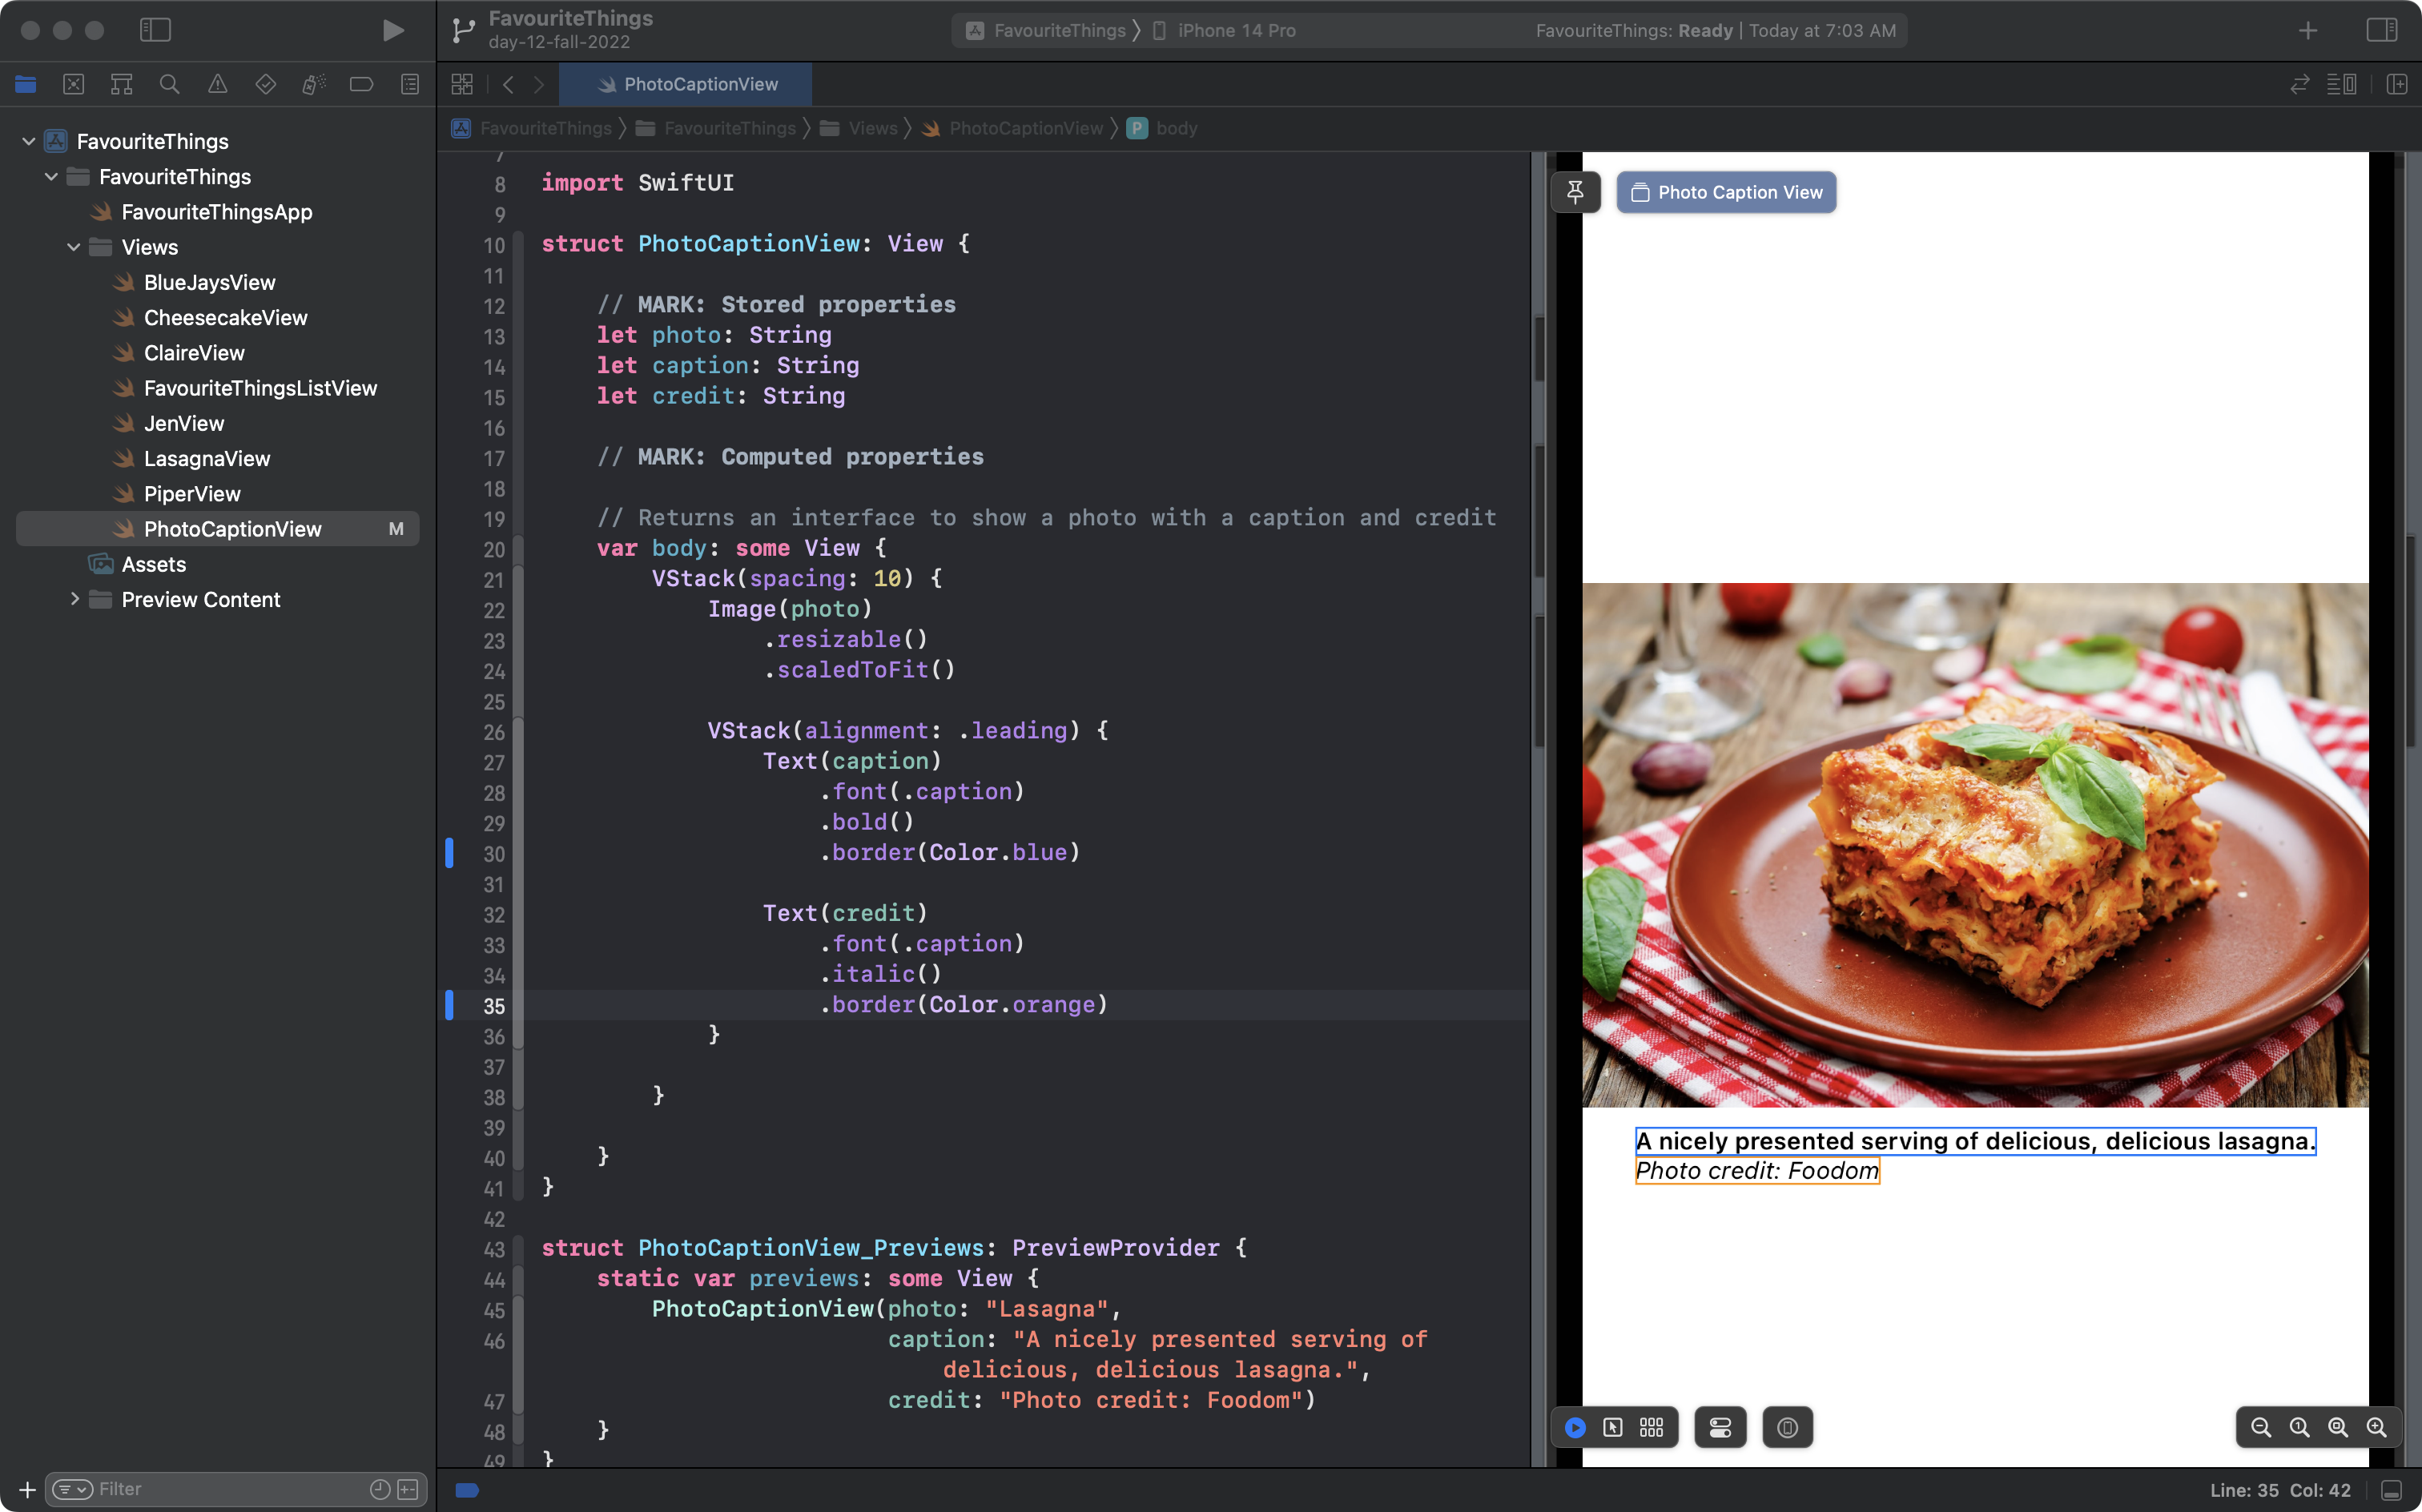 FavouriteThings
day-12-fall-2022
FavouriteThings 〉 iPhone 14 Pro
FavouriteThings: Ready | Today at 7:03 AM
PhotoCaptionView
FavouriteThings 〉 FavouriteThings 〉 Views 〉 PhotoCaptionView 〉 P body
FavouriteThings
FavouriteThings
FavouriteThingsApp
Views
BlueJaysView
CheesecakeView
ClaireView
FavouriteThingsListView
JenView
LasagnaView
PiperView
PhotoCaptionView M
Assets
Preview Content
Filter
7
8 import SwiftUI
9
10 struct PhotoCaptionView: View {
11
12 // MARK: Stored properties
13 let photo: String
14 let caption: String
15 let credit: String
16
17 // MARK: Computed properties
18
19 // Returns an interface to show a photo with a caption and credit
20 var body: some View {
21 VStack(spacing: 10) {
22 Image(photo)
23 .resizable()
24 .scaledToFit()
25
26 VStack(alignment: .leading) {
27 Text(caption)
28 .font(.caption)
29 .bold()
30 .border(Color.blue)
31
32 Text(credit)
33 .font(.caption)
34 .italic()
35 .border(Color.orange)
36 }
37
38 }
39
40 }
41 }
42
43 struct PhotoCaptionView_Previews: PreviewProvider {
44 static var previews: some View {
45 PhotoCaptionView(photo: "Lasagna",
46 caption: "A nicely presented serving of
delicious, delicious lasagna.",
47 credit: "Photo credit: Foodom")
48 }
49 }
Photo Caption View
A nicely presented serving of delicious, delicious lasagna.
Photo credit: Foodom
Line: 35 Col: 42